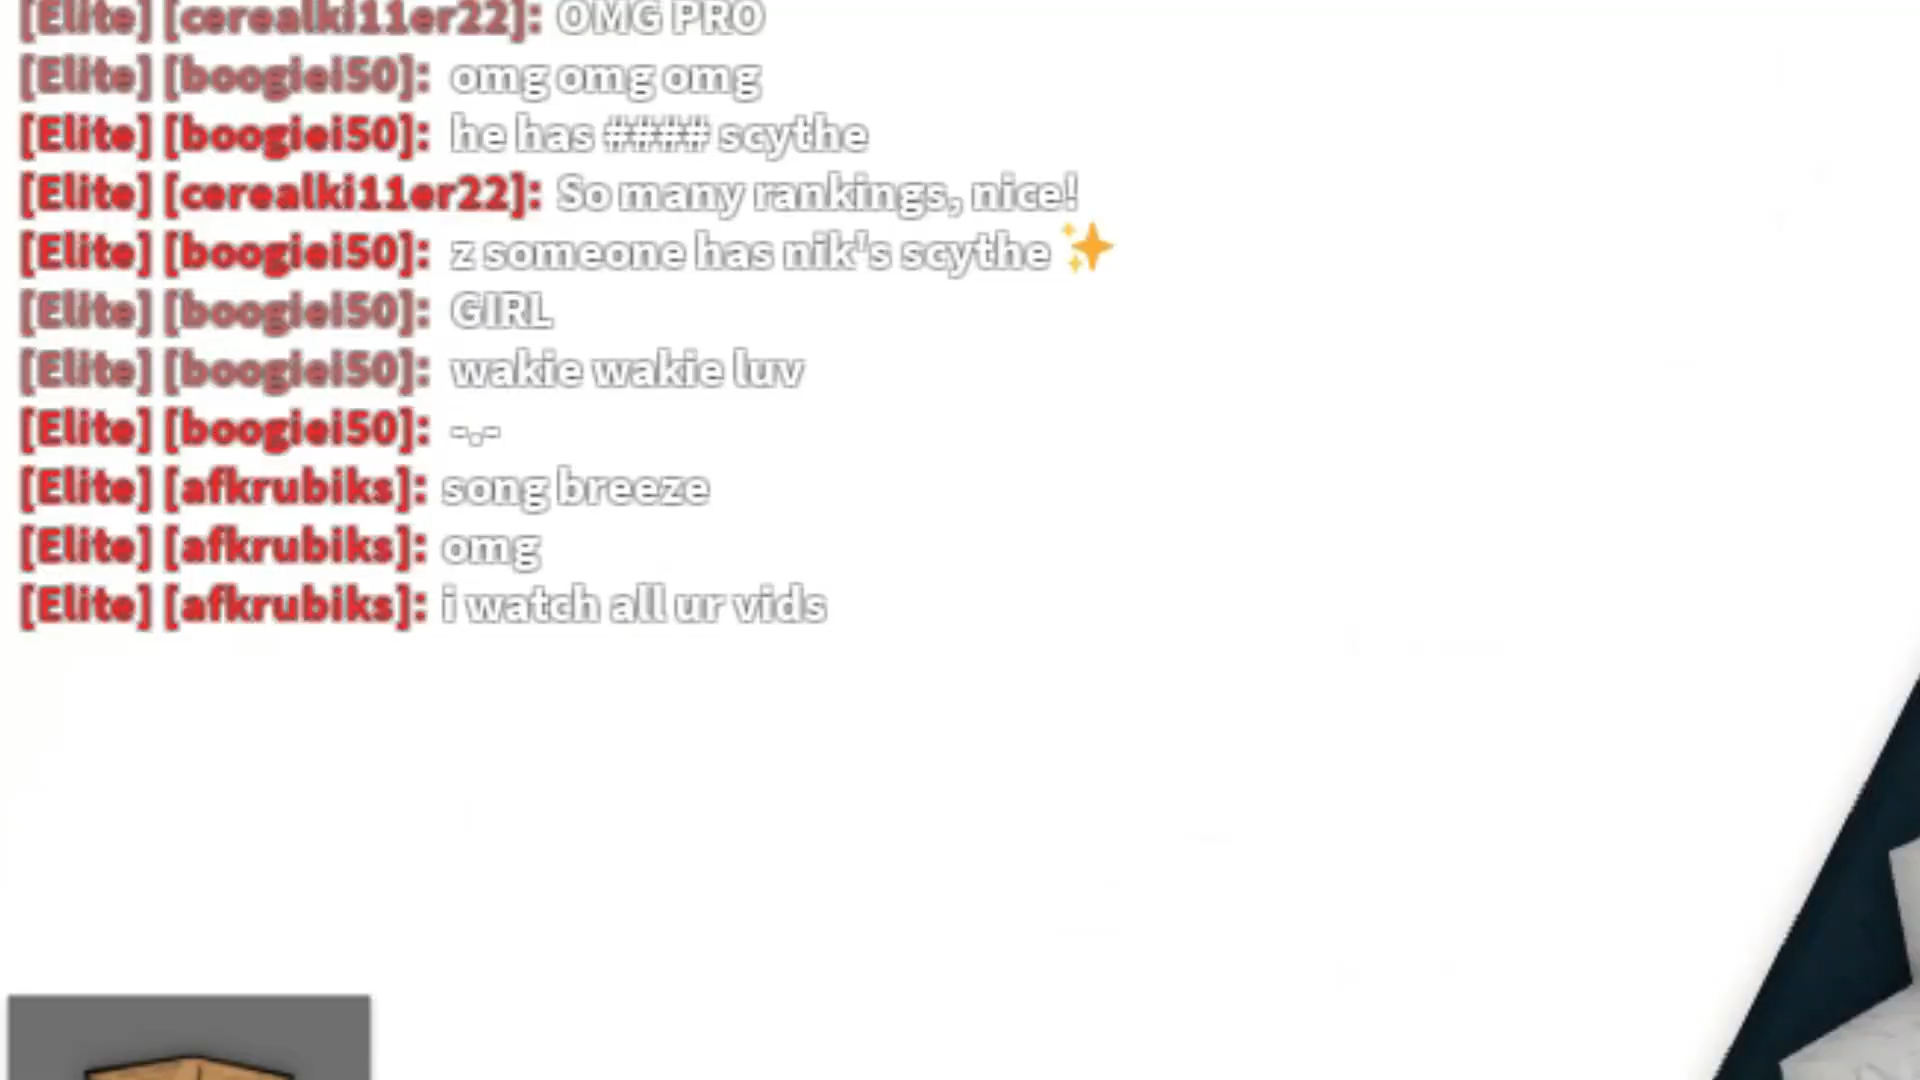 [Elite] [cerealki11er22]: OMG PRO
[Elite] [boogiei50]: omg omg omg
[Elite] [boogiei50]: he has #### scythe
[Elite] [cerealki11er22]: So many rankings, nice!
[Elite] [boogiei50]: z someone has nik's scythe ✨
[Elite] [boogiei50]: GIRL
[Elite] [boogiei50]: wakie wakie luv
[Elite] [boogiei50]: -.-
[Elite] [afkrubiks]: song breeze
[Elite] [afkrubiks]: omg
[Elite] [afkrubiks]: i watch all ur vids